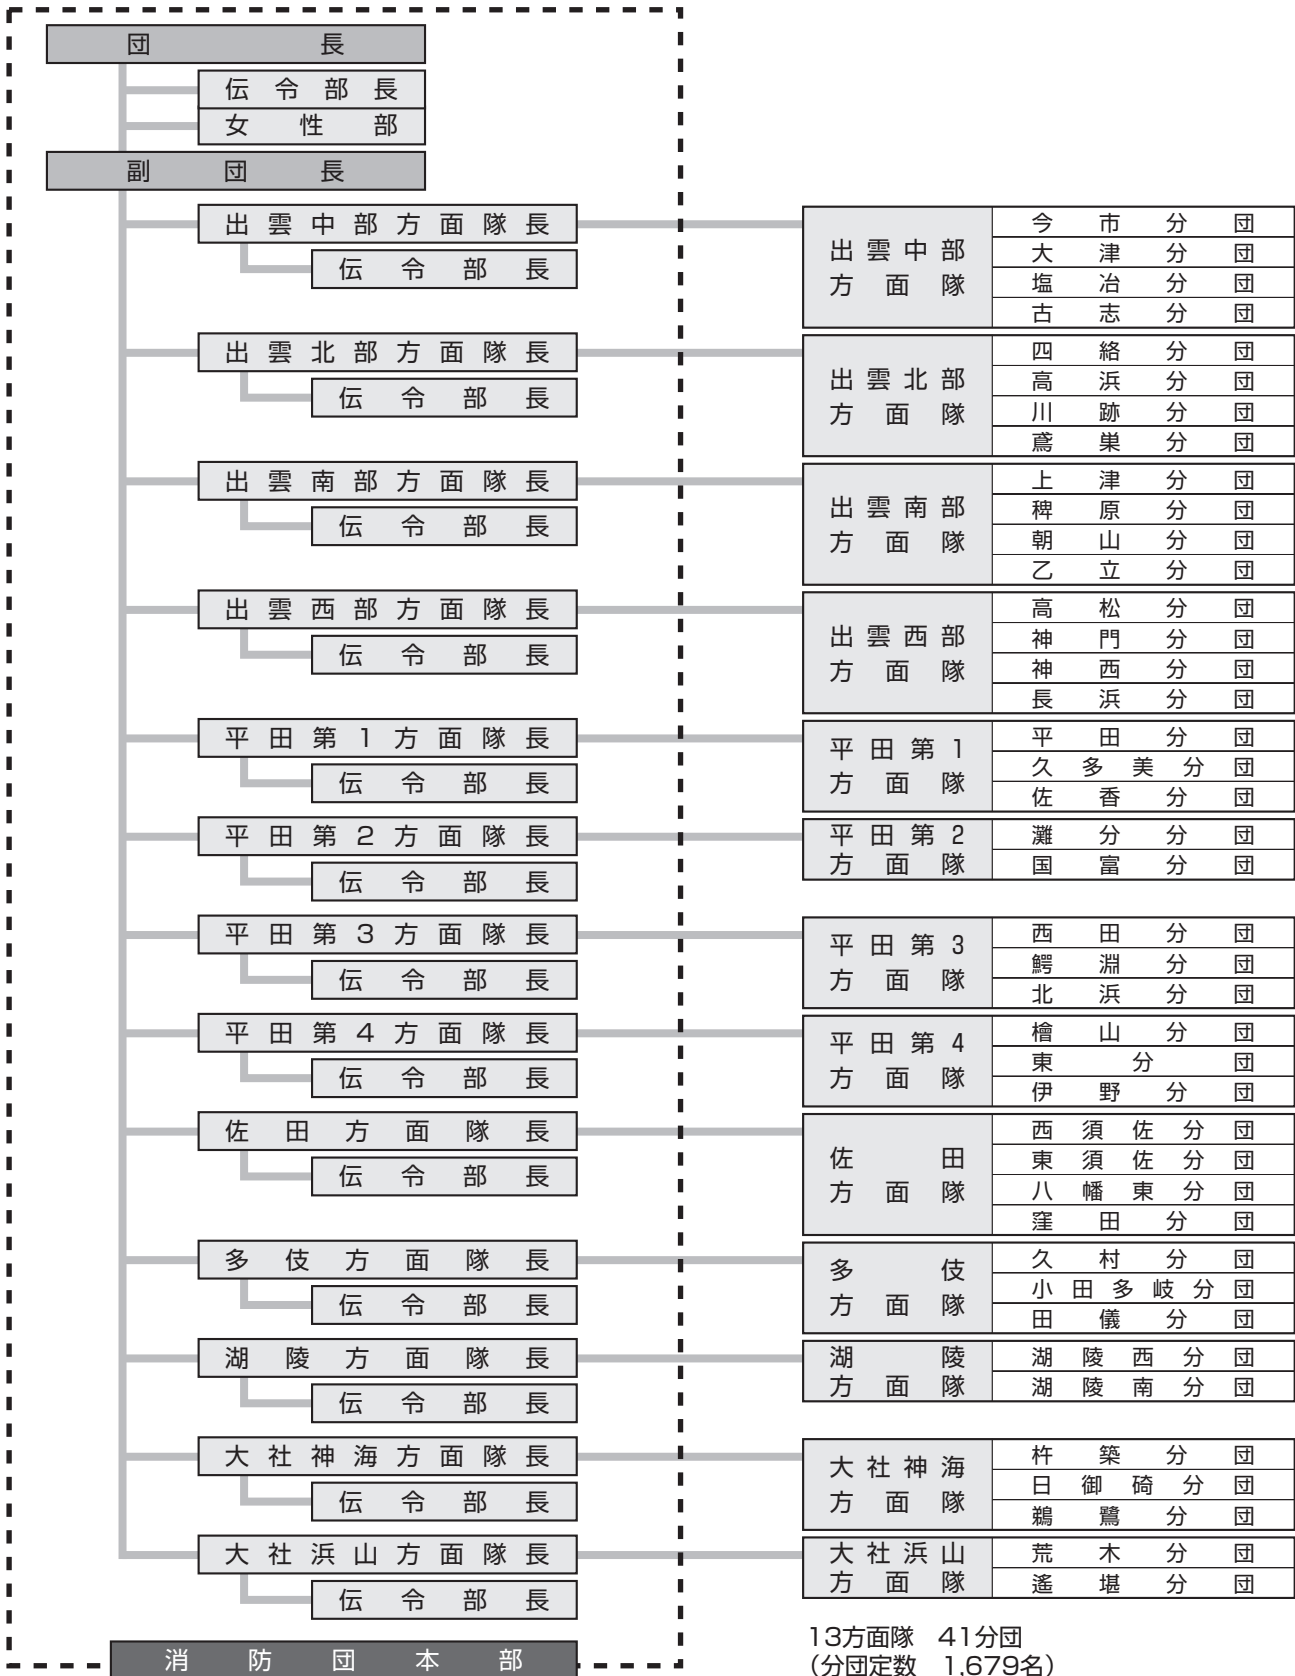 団長
伝令部長
女性部
副団長
出雲中部方面隊長
伝令部長
出雲中部
方面隊
今市分団
大津分団
塩冶分団
古志分団
出雲北部方面隊長
伝令部長
出雲北部
方面隊
四絡分団
高浜分団
川跡分団
鳶巣分団
出雲南部方面隊長
伝令部長
出雲南部
方面隊
上津分団
稗原分団
朝山分団
乙立分団
出雲西部方面隊長
伝令部長
出雲西部
方面隊
高松分団
神門分団
神西分団
長浜分団
平田第1方面隊長
伝令部長
平田第1
方面隊
平田分団
久多美分団
佐香分団
平田第2方面隊長
伝令部長
平田第2
方面隊
灘分分団
国富分団
平田第3方面隊長
伝令部長
平田第3
方面隊
西田分団
鰐淵分団
北浜分団
平田第4方面隊長
伝令部長
平田第4
方面隊
檜山分団
東分団
伊野分団
佐田方面隊長
伝令部長
佐田
方面隊
西須佐分団
東須佐分団
八幡東分団
窪田分団
多伎方面隊長
伝令部長
多伎
方面隊
久村分団
小田多岐分団
田儀分団
湖陵方面隊長
伝令部長
湖陵
方面隊
湖陵西分団
湖陵南分団
大社神海方面隊長
伝令部長
大社神海
方面隊
杵築分団
日御碕分団
鵜鷺分団
大社浜山方面隊長
伝令部長
大社浜山
方面隊
荒木分団
遙堪分団
消防団本部
13方面隊　41分団
（分団定数　1,679名）